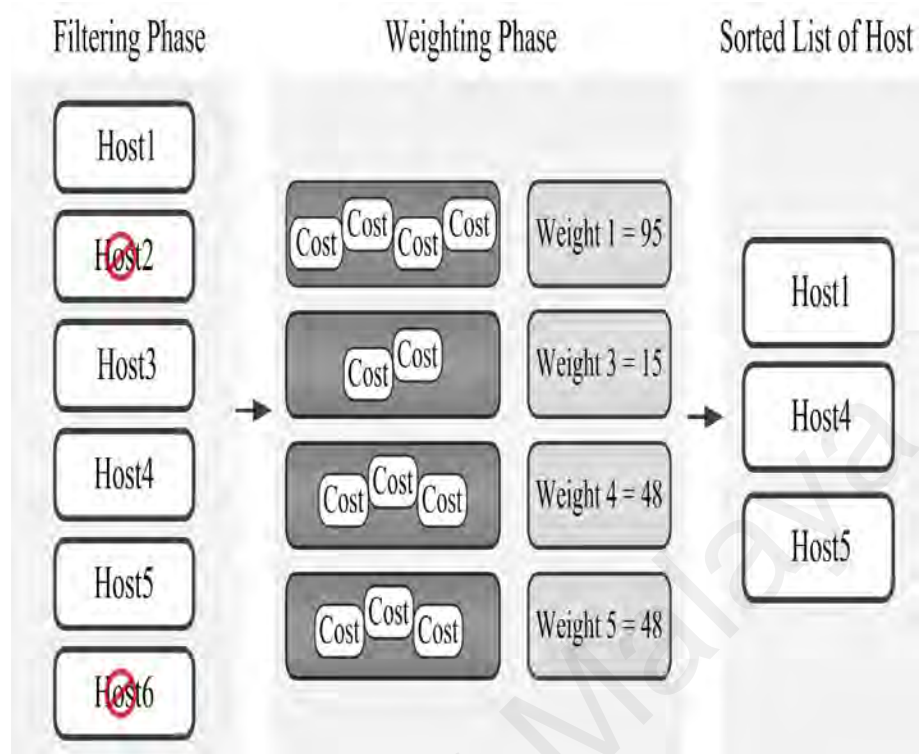 Filtering Phase
Weighting Phase
Sorted List of Host
Host1
Host2
Host3
Host4
Host5
Host6
Cost Cost Cost Cost
Weight 1 = 95
Cost Cost
Weight 3 = 15
Cost Cost Cost
Weight 4 = 48
Cost Cost Cost
Weight 5 = 48
Host1
Host4
Host5
Malaya